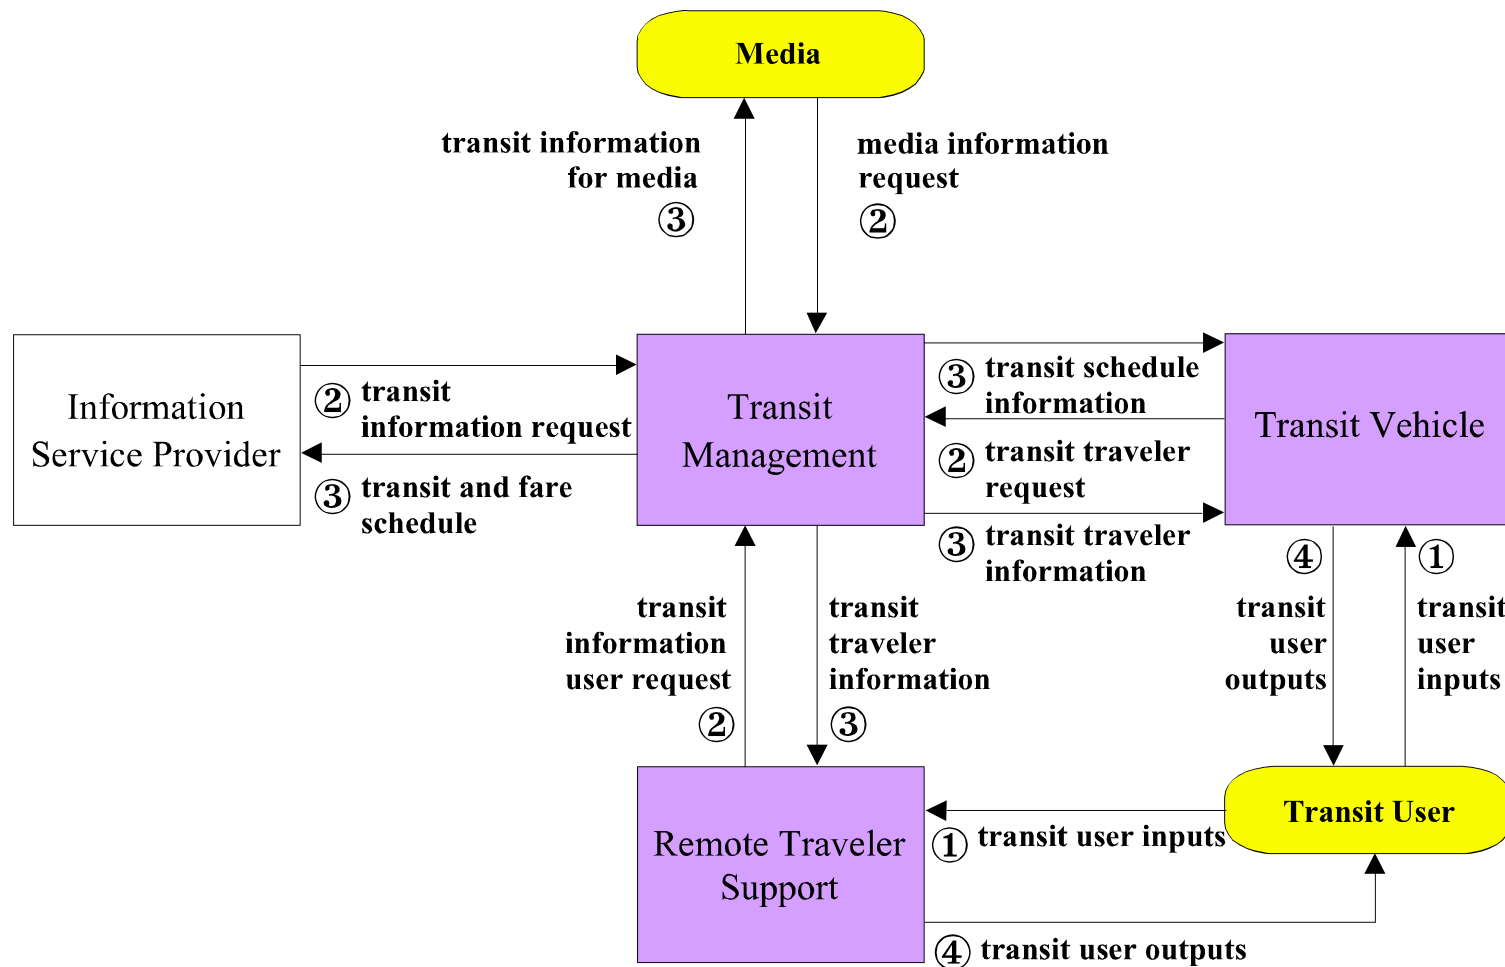 Media
transit information
for media
③
media information
request
②
Information
Service Provider
② transit
information request
③ transit and fare
schedule
Transit
Management
③ transit schedule
information
② transit traveler
request
③ transit traveler
information
Transit Vehicle
transit
information
user request
②
transit
traveler
information
③
④
transit
user
outputs
①
transit
user
inputs
Remote Traveler
Support
① transit user inputs
④ transit user outputs
Transit User